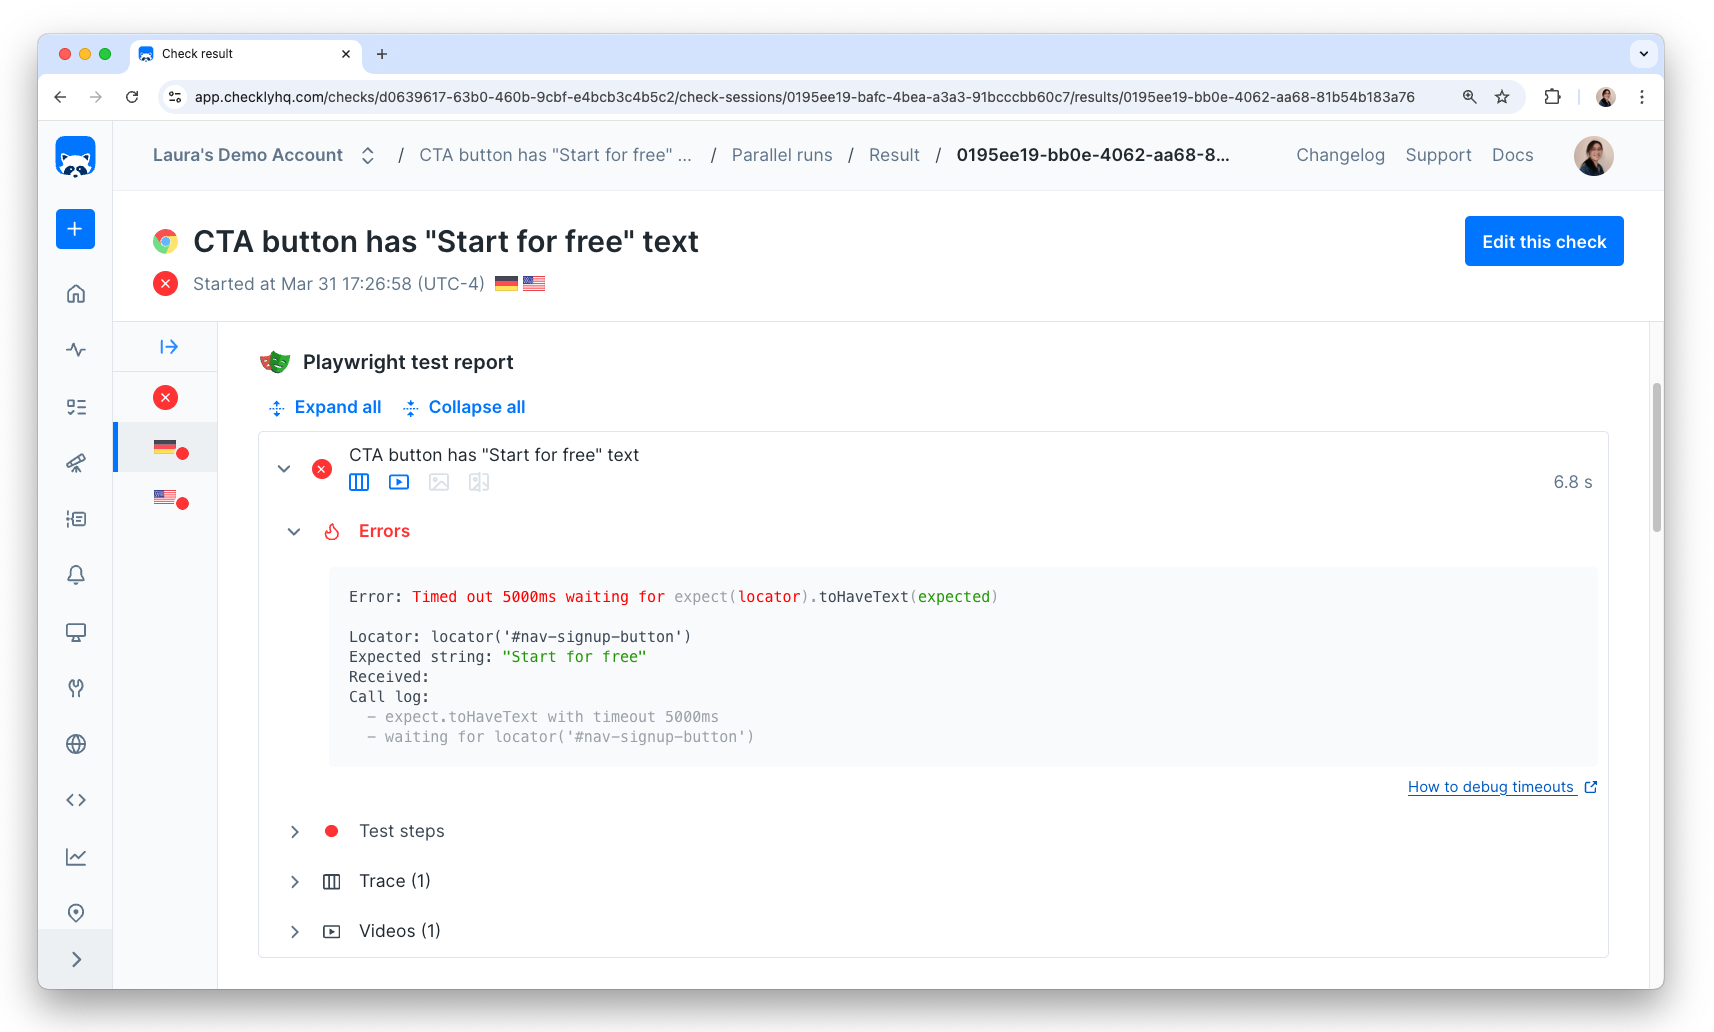 Check result
app.checklyhq.com/checks/d0639617-63b0-460b-9cbf-e4bcb3c4b5c2/check-sessions/0195ee19-bafc-4bea-a3a3-91bcccbb60c7/results/0195ee19-bb0e-4062-aa68-81b54b183a76
Laura's Demo Account / CTA button has "Start for free" ... / Parallel runs / Result / 0195ee19-bb0e-4062-aa68-8... Changelog Support Docs
CTA button has "Start for free" text
Edit this check
Started at Mar 31 17:26:58 (UTC-4)
Playwright test report
Expand all Collapse all
CTA button has "Start for free" text
6.8 s
Errors
Error: Timed out 5000ms waiting for expect(locator).toHaveText(expected)
Locator: locator('#nav-signup-button')
Expected string: "Start for free"
Received:
Call log:
- expect.toHaveText with timeout 5000ms
- waiting for locator('#nav-signup-button')
How to debug timeouts
Test steps
Trace (1)
Videos (1)